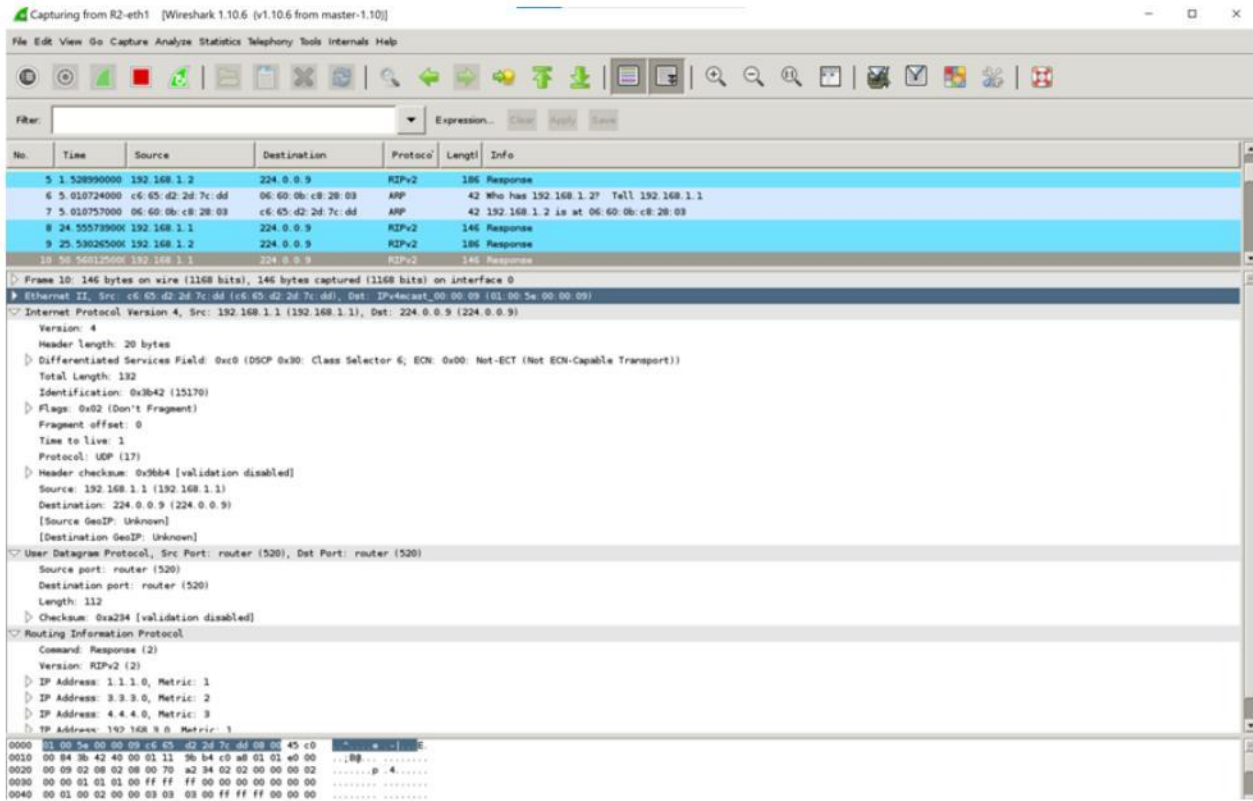 Capturing from R2-eth1 [Wireshark 1.10.6 (v1.10.6 from master-1.10)]
File Edit View Go Capture Analyze Statistics Telephony Tools Internals Help
Filter: Expression... Clear Apply Save
No. Time Source Destination Protocol Length Info
5 1.528990000 192.168.1.2 224.0.0.9 RIPv2 186 Response
6 5.010724000 c6:65:d2:2d:7c:dd 06:60:0b:c8:28:03 ARP 42 Who has 192.168.1.2? Tell 192.168.1.1
7 5.010757000 06:60:0b:c8:28:03 c6:65:d2:2d:7c:dd ARP 42 192.168.1.2 is at 06:60:0b:c8:28:03
8 24.55573900( 192.168.1.1 224.0.0.9 RIPv2 146 Response
9 25.53026500( 192.168.1.2 224.0.0.9 RIPv2 186 Response
10 50.56012500( 192.168.1.1 224.0.0.9 RIPv2 146 Response
Frame 10: 146 bytes on wire (1168 bits), 146 bytes captured (1168 bits) on interface 0
Ethernet II, Src: c6:65:d2:2d:7c:dd (c6:65:d2:2d:7c:dd), Dst: IPv4mcast_00:00:09 (01:00:5e:00:00:09)
Internet Protocol Version 4, Src: 192.168.1.1 (192.168.1.1), Dst: 224.0.0.9 (224.0.0.9)
Version: 4
Header length: 20 bytes
Differentiated Services Field: 0xc0 (DSCP 0x30: Class Selector 6; ECN: 0x00: Not-ECT (Not ECN-Capable Transport))
Total Length: 132
Identification: 0x3b42 (15170)
Flags: 0x02 (Don't Fragment)
Fragment offset: 0
Time to live: 1
Protocol: UDP (17)
Header checksum: 0x9bb4 [validation disabled]
Source: 192.168.1.1 (192.168.1.1)
Destination: 224.0.0.9 (224.0.0.9)
[Source GeoIP: Unknown]
[Destination GeoIP: Unknown]
User Datagram Protocol, Src Port: router (520), Dst Port: router (520)
Source port: router (520)
Destination port: router (520)
Length: 112
Checksum: 0xa234 [validation disabled]
Routing Information Protocol
Command: Response (2)
Version: RIPv2 (2)
IP Address: 1.1.1.0, Metric: 1
IP Address: 3.3.3.0, Metric: 2
IP Address: 4.4.4.0, Metric: 3
IP Address: 192.168.3.0, Metric: 1
0000 01 00 5e 00 00 09 c6 65 d2 2d 7c dd 08 00 45 c0 ..^....e .-|...E.
0010 00 84 3b 42 40 00 01 11 9b b4 c0 a8 01 01 e0 00 ..;B@... ........
0020 00 09 02 08 02 08 00 70 a2 34 02 02 00 00 00 02 .......p .4......
0030 00 00 01 01 01 00 ff ff ff 00 00 00 00 00 00 00 ........ ........
0040 00 01 00 02 00 00 03 03 03 00 ff ff ff 00 00 00 ........ ........